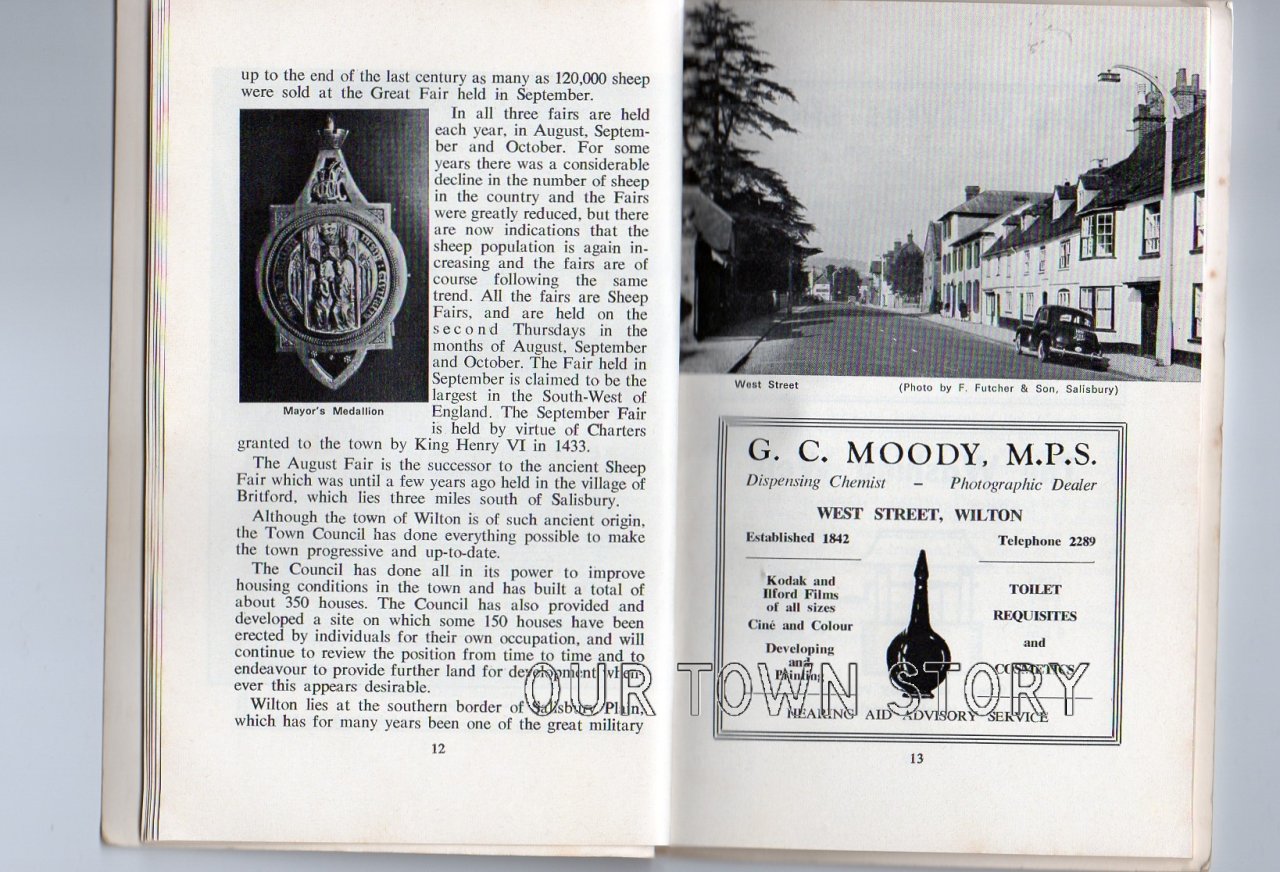 up to the end of the last century as many as 120,000 sheep
were sold at the Great Fair held in September.
In all three fairs are held
each year, in August, Septem-
ber and October. For some
years there was a considerable
decline in the number of sheep
in the country and the Fairs
were greatly reduced, but there
are now indications that the
sheep population is again in-
creasing and the fairs are of
course following the same
trend. All the fairs are Sheep
Fairs, and are held on the
second Thursdays in the
months of August, September
and October. The Fair held in
September is claimed to be the
largest in the South-West of
England. The September Fair
is held by virtue of Charters
Mayor's Medallion
granted to the town by King Henry VI in 1433.
The August Fair is the successor to the ancient Sheep
Fair which was until a few years ago held in the village of
Britford, which lies three miles south of Salisbury.
Although the town of Wilton is of such ancient origin,
the Town Council has done everything possible to make
the town progressive and up-to-date.
The Council has done all in its power to improve
housing conditions in the town and has built a total of
about 350 houses. The Council has also provided and
developed a site on which some 150 houses have been
erected by individuals for their own occupation, and will
continue to review the position from time to time and to
endeavour to provide further land for development when-
ever this appears desirable.
Wilton lies at the southern border of Salisbury Plain,
which has for many years been one of the great military
12
West Street
(Photo by F. Futcher & Son, Salisbury)
G. C. MOODY, M.P.S.
Dispensing Chemist – Photographic Dealer
WEST STREET, WILTON
Established 1842
Telephone 2289
Kodak and
Ilford Films
of all sizes
Ciné and Colour
Developing
and
Printing
TOILET
REQUISITES
and
COSMETICS
HEARING AID ADVISORY SERVICE
13
OUR TOWN STORY